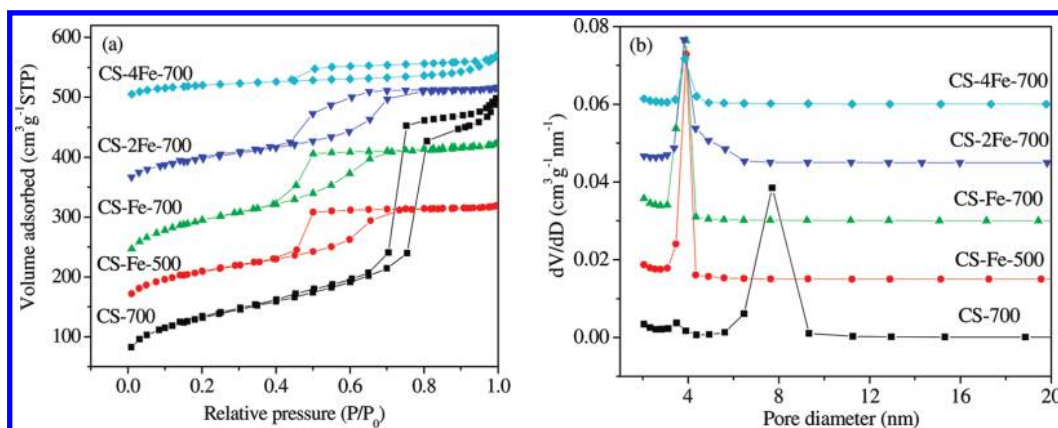 (a)
600
500
400
300
200
100
Volume adsorbed (cm³g⁻¹STP)
CS-4Fe-700
CS-2Fe-700
CS-Fe-700
CS-Fe-500
CS-700
0.0 0.2 0.4 0.6 0.8 1.0
Relative pressure (P/P₀)
(b)
0.08
0.06
0.04
0.02
0.00
dV/dD (cm³g⁻¹nm⁻¹)
CS-4Fe-700
CS-2Fe-700
CS-Fe-700
CS-Fe-500
CS-700
4 8 12 16 20
Pore diameter (nm)